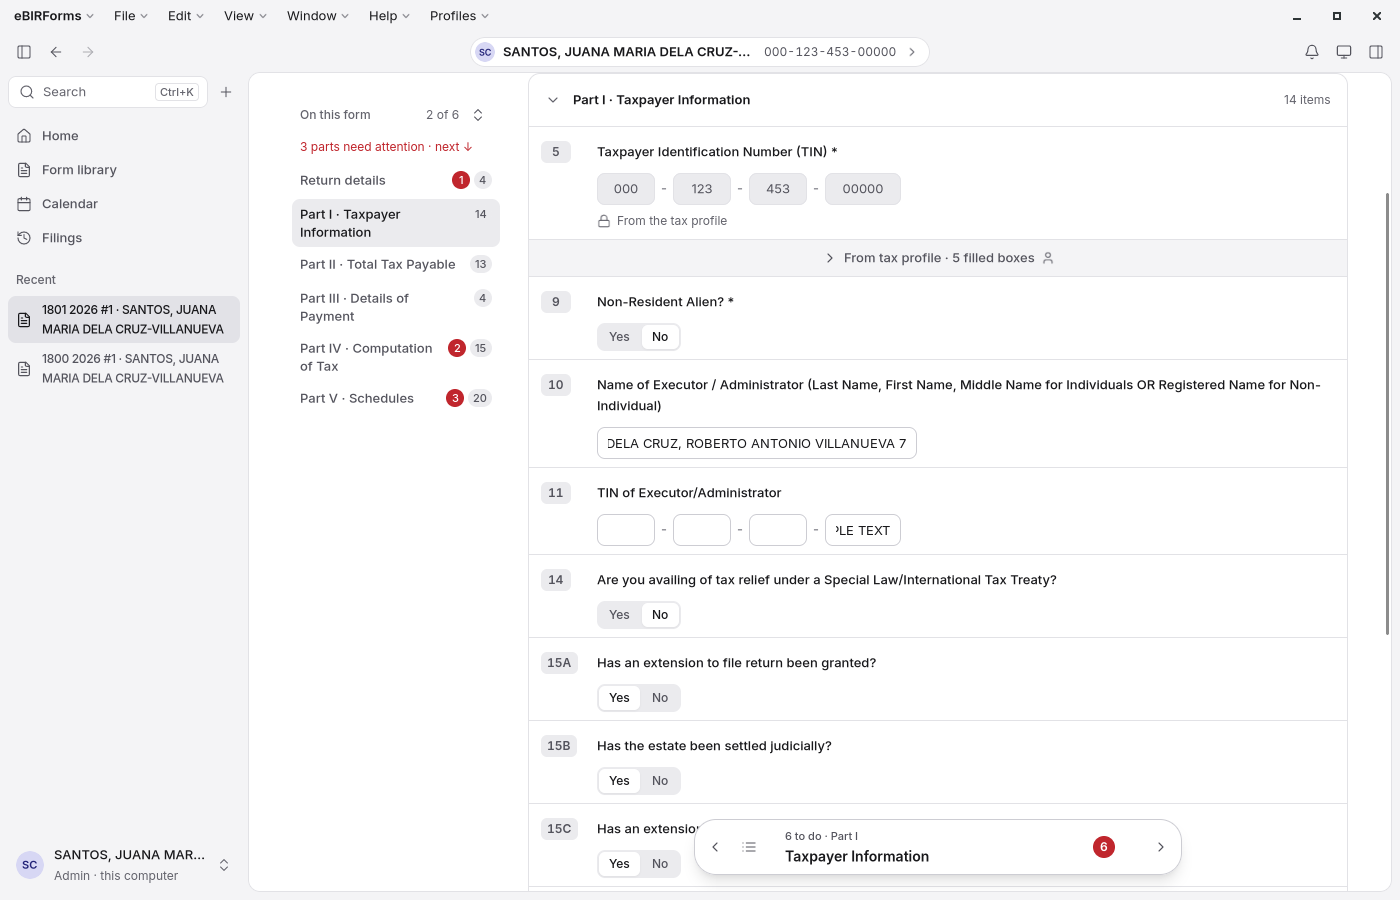 eBIRForms File Edit View Window Help Profiles
SC SANTOS, JUANA MARIA DELA CRUZ-... 000-123-453-00000
Search Ctrl+K
Home
Form library
Calendar
Filings
Recent
1801 2026 #1 · SANTOS, JUANA
MARIA DELA CRUZ-VILLANUEVA
1800 2026 #1 · SANTOS, JUANA
MARIA DELA CRUZ-VILLANUEVA
SC SANTOS, JUANA MAR...
Admin · this computer
On this form 2 of 6
3 parts need attention · next ↓
Return details 1 4
Part I · Taxpayer 14
Information
Part II · Total Tax Payable 13
Part III · Details of 4
Payment
Part IV · Computation 2 15
of Tax
Part V · Schedules 3 20
Part I · Taxpayer Information 14 items
5 Taxpayer Identification Number (TIN) *
000 - 123 - 453 - 00000
From the tax profile
From tax profile · 5 filled boxes
9 Non-Resident Alien? *
Yes No
10 Name of Executor / Administrator (Last Name, First Name, Middle Name for Individuals OR Registered Name for Non-
Individual)
DELA CRUZ, ROBERTO ANTONIO VILLANUEVA 7
11 TIN of Executor/Administrator
- - - PLE TEXT
14 Are you availing of tax relief under a Special Law/International Tax Treaty?
Yes No
15A Has an extension to file return been granted?
Yes No
15B Has the estate been settled judicially?
Yes No
15C Has an extension
Yes No
6 to do · Part I
Taxpayer Information 6